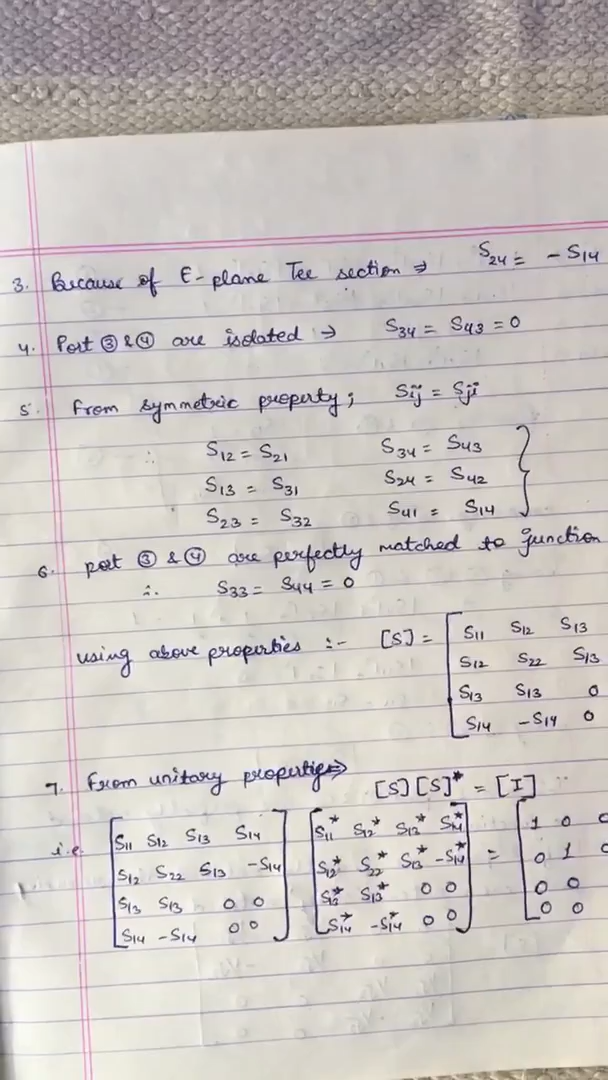 3. Because of E-plane Tee section ⇒ S24 = -S14
4. Port ③ & ④ are isolated ⇒ S34 = S43 = 0
5. From symmetric property; Sij = Sji
∴ S12 = S21 S34 = S43
S13 = S31 S24 = S42
S23 = S32 S41 = S14
6. port ③ & ④ are perfectly matched to junction
∴ S33 = S44 = 0
using above properties :- [S] = [ S11 S12 S13
S12 S22 S13
S13 S13 0
S14 -S14 0
7. From unitary properties ⇒
[S][S]* = [I]
i.e. [ S11 S12 S13 S14 ] [ S11* S12* S13* S14* ] = [ 1 0 0
S12 S22 S13 -S14 S12* S22* S13* -S14* 0 1 0
S13 S13 0 0 S13* S13* 0 0 0 0
S14 -S14 0 0 S14* -S14* 0 0 0 0